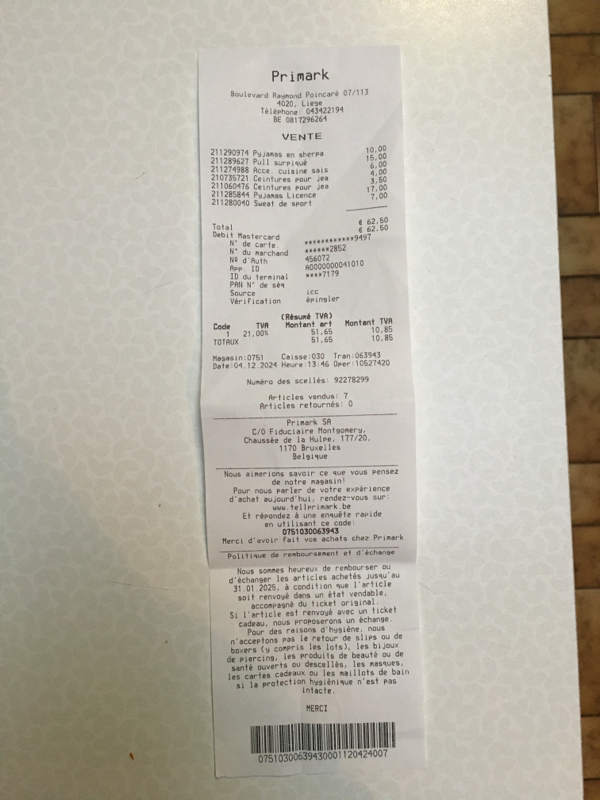 Primark
Boulevard Raymond Poincaré 07/113
4020, Liege
Téléphone: 043422194
BE 0817296264
VENTE
211290974 Pyjamas en sherpa 10,00
211289627 Pull surpiqué 15,00
211274988 Acce. cuisine sais 6,00
210735721 Ceintures pour jea 4,00
211060476 Ceintures pour jea 3,50
211285844 Pyjamas Licence 17,00
211280040 Sweat de sport 7,00
Total € 62,50
Debit Mastercard € 62,50
N° de carte. ************9497
N° du marchand ******2852
Nº d'Auth 456072
App. ID A0000000041010
ID du terminal ****7179
PAN N° de séq
Source icc
Vérification épingler
(Résumé TVA)
Code TVA Montant art Montant TVA
1 21,00% 51,65 10,85
TOTAUX 51,65 10,85
Magasin:0751 Caisse:030 Tran:063943
Date:04.12.2024 Heure:13:46 Oper:10527420
Numéro des scellés: 92278299
Articles vendus: 7
Articles retournés: 0
Primark SA
C/O Fiduciaire Montgomery,
Chaussée de la Hulpe, 177/20,
1170 Bruxelles
Belgique
Nous aimerions savoir ce que vous pensez
de notre magasin!
Pour nous parler de votre expérience
d'achat aujourd'hui, rendez-vous sur:
www.tellprimark.be
Et répondez à une enquête rapide
en utilisant ce code:
0751030063943
Merci d'avoir fait vos achats chez Primark
Politique de remboursement et d'échange
Nous sommes heureux de rembourser ou
d'échanger les articles achetés jusqu'au
31.01.2025, à condition que l'article
soit renvoyé dans un état vendable,
accompagné du ticket original.
Si l'article est renvoyé avec un ticket
cadeau, nous proposerons un échange.
Pour des raisons d'hygiène, nous
n'acceptons pas le retour de slips ou de
boxers (y compris les lots), les bijoux
de piercing, les produits de beauté ou de
santé ouverts ou descellés, les masques,
les cartes cadeaux ou les maillots de bain
si la protection hygiénique n'est pas
intacte.
MERCI
07510300639430001120424007